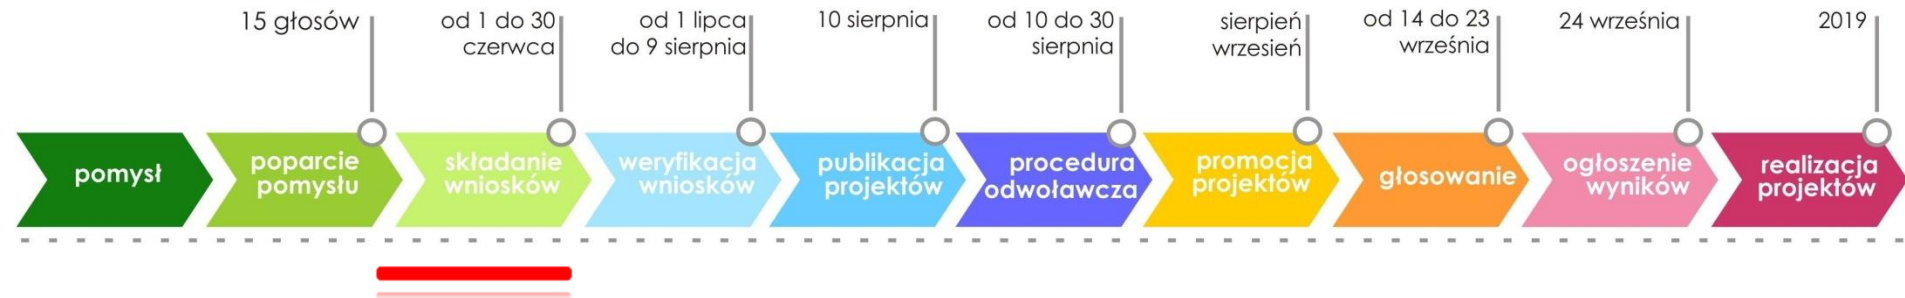 15 głosów
od 1 do 30
czerwca
od 1 lipca
do 9 sierpnia
10 sierpnia
od 10 do 30
sierpnia
sierpień
wrzesień
od 14 do 23
września
24 września
2019
pomysł
poparcie
pomysłu
składanie
wniosków
weryfikacja
wniosków
publikacja
projektów
procedura
odwoławcza
promocja
projektów
głosowanie
ogłoszenie
wyników
realizacja
projektów